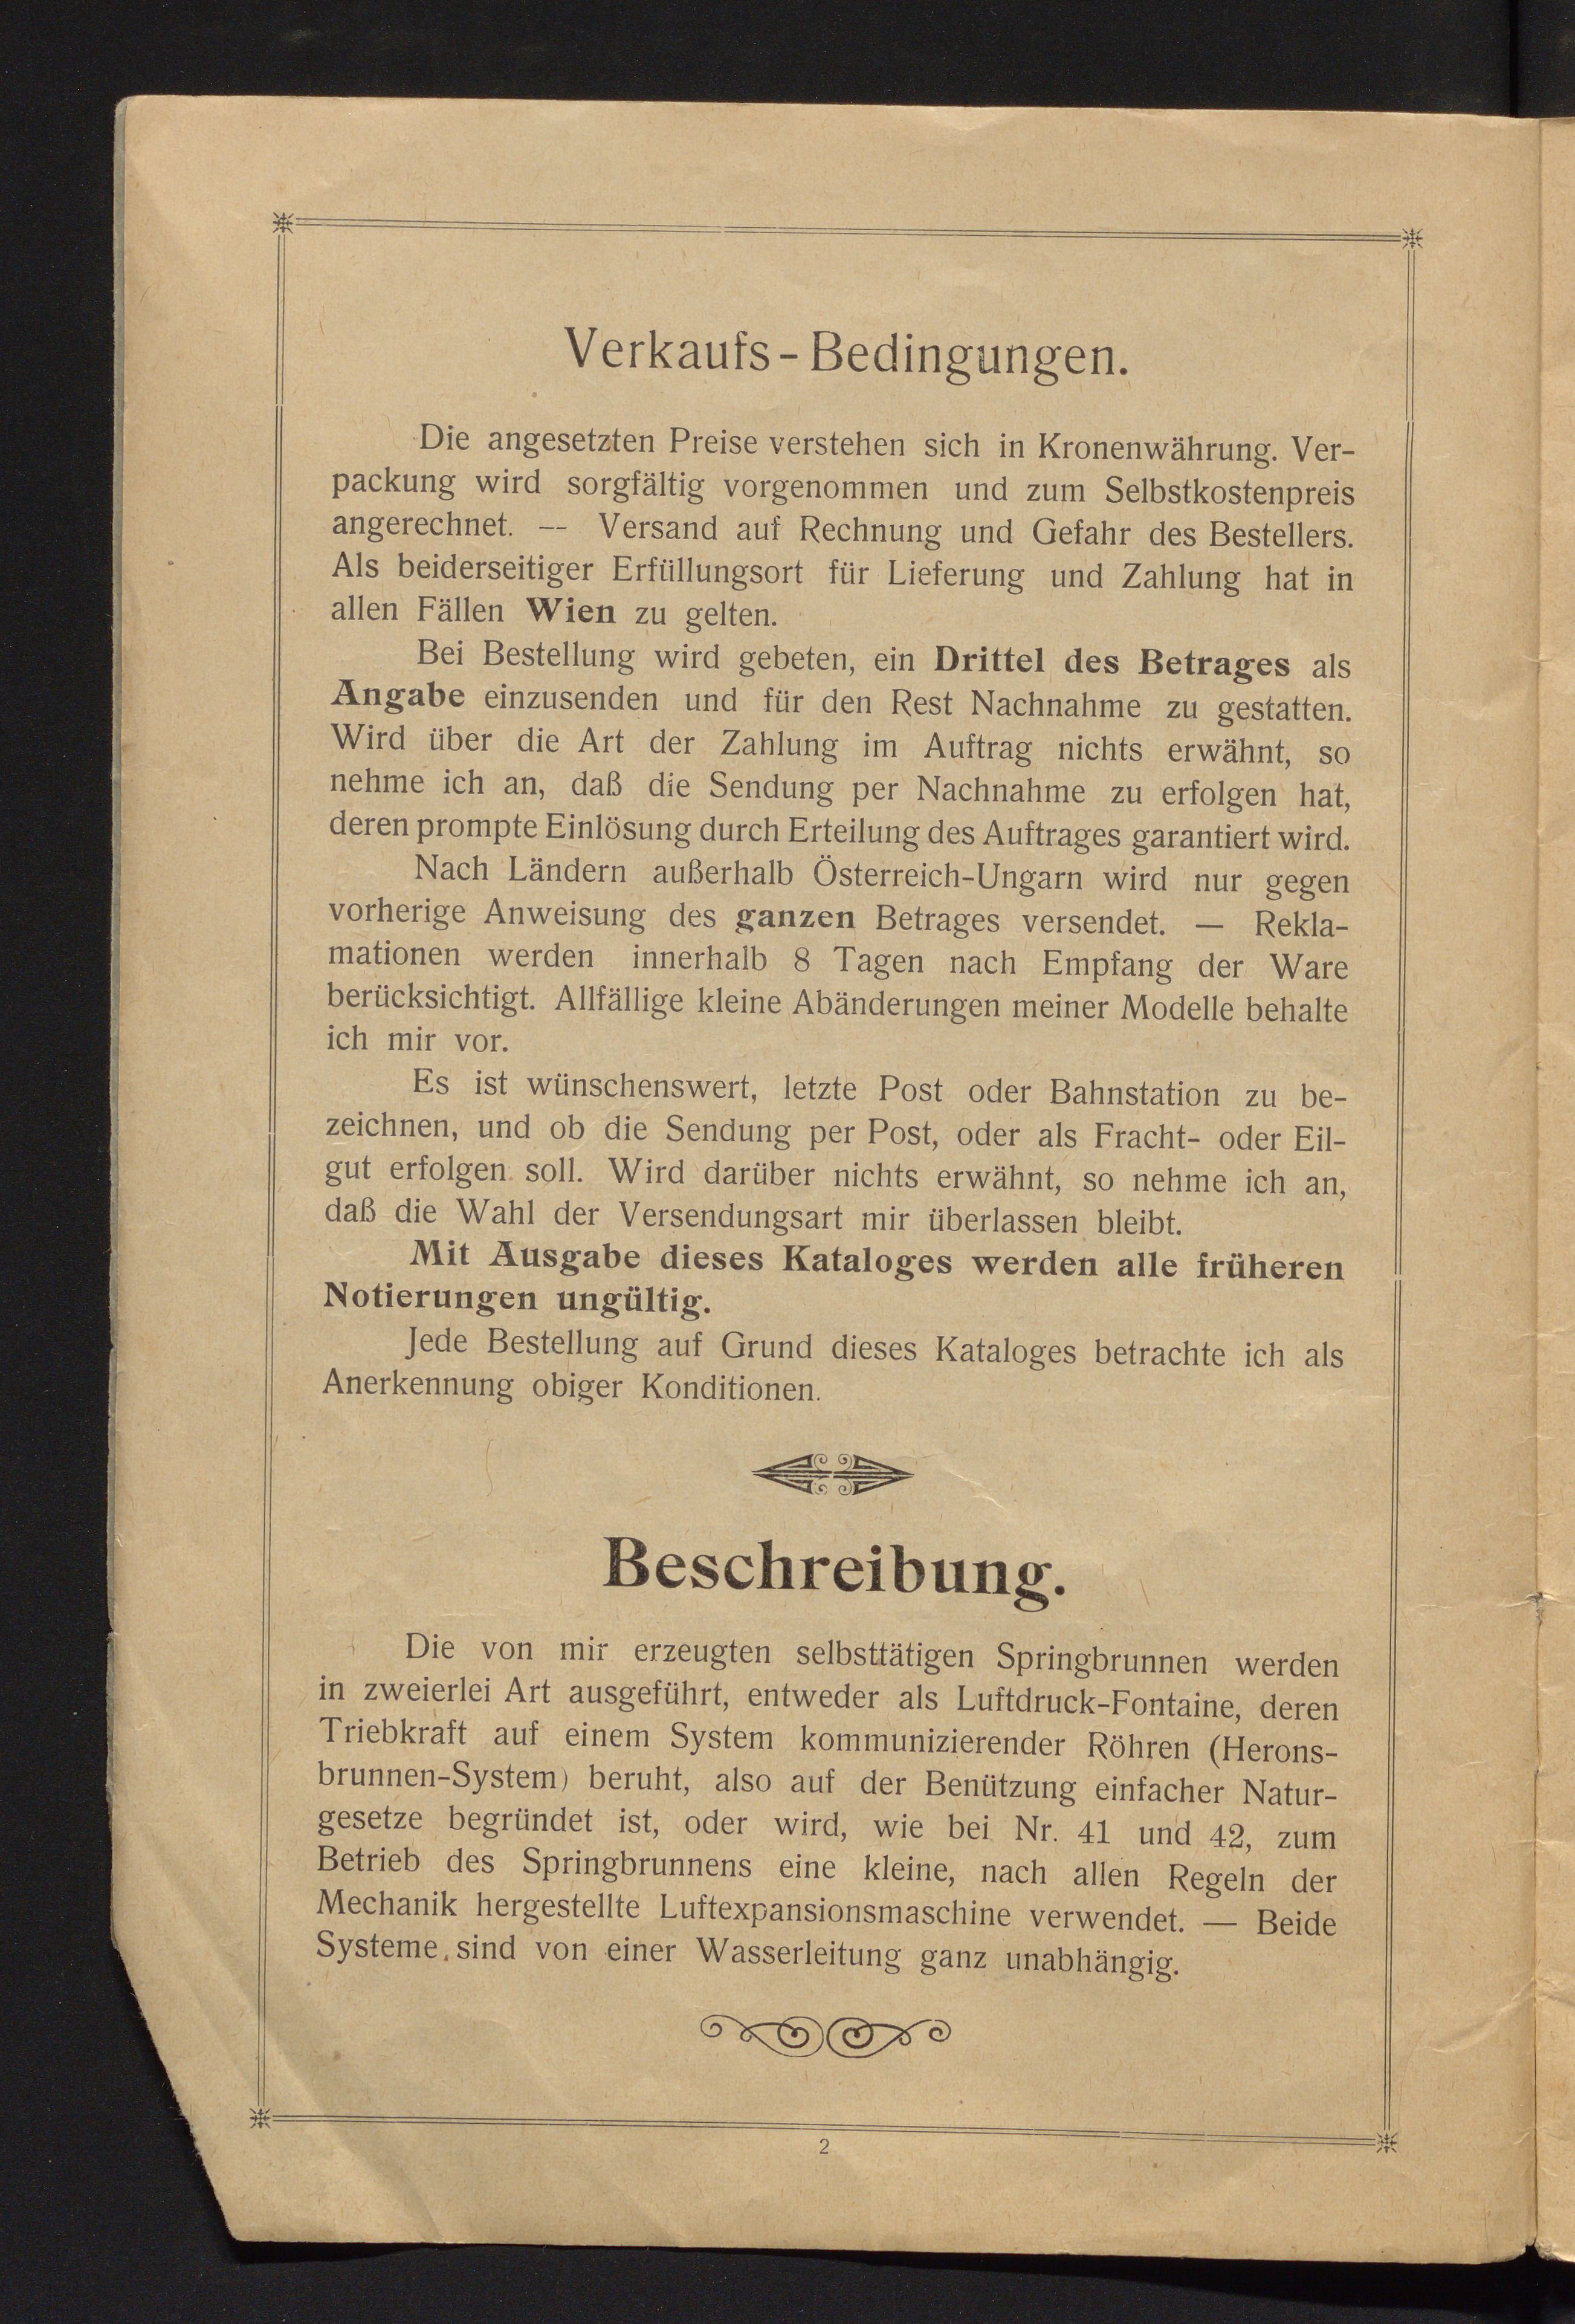 Verkaufs-Bedingungen.
Die angesetzten Preise verstehen sich in Kronenwährung. Ver-
packung wird sorgfältig vorgenommen und zum Selbstkostenpreis
angerechnet. — Versand auf Rechnung und Gefahr des Bestellers.
Als beiderseitiger Erfüllungsort für Lieferung und Zahlung hat in
allen Fällen Wien zu gelten.
Bei Bestellung wird gebeten, ein Drittel des Betrages als
Angabe einzusenden und für den Rest Nachnahme zu gestatten.
Wird über die Art der Zahlung im Auftrag nichts erwähnt, so
nehme ich an, daß die Sendung per Nachnahme zu erfolgen hat,
deren prompte Einlösung durch Erteilung des Auftrages garantiert wird.
Nach Ländern außerhalb Österreich-Ungarn wird nur gegen
vorherige Anweisung des ganzen Betrages versendet. — Rekla-
mationen werden innerhalb 8 Tagen nach Empfang der Ware
berücksichtigt. Allfällige kleine Abänderungen meiner Modelle behalte
ich mir vor.
Es ist wünschenswert, letzte Post oder Bahnstation zu be-
zeichnen, und ob die Sendung per Post, oder als Fracht- oder Eil-
gut erfolgen soll. Wird darüber nichts erwähnt, so nehme ich an,
daß die Wahl der Versendungsart mir überlassen bleibt.
Mit Ausgabe dieses Kataloges werden alle früheren
Notierungen ungültig.
Jede Bestellung auf Grund dieses Kataloges betrachte ich als
Anerkennung obiger Konditionen.
Beschreibung.
Die von mir erzeugten selbsttätigen Springbrunnen werden
in zweierlei Art ausgeführt, entweder als Luftdruck-Fontaine, deren
Triebkraft auf einem System kommunizierender Röhren (Herons-
brunnen-System) beruht, also auf der Benützung einfacher Natur-
gesetze begründet ist, oder wird, wie bei Nr. 41 und 42, zum
Betrieb des Springbrunnens eine kleine, nach allen Regeln der
Mechanik hergestellte Luftexpansionsmaschine verwendet. — Beide
Systeme sind von einer Wasserleitung ganz unabhängig.
2